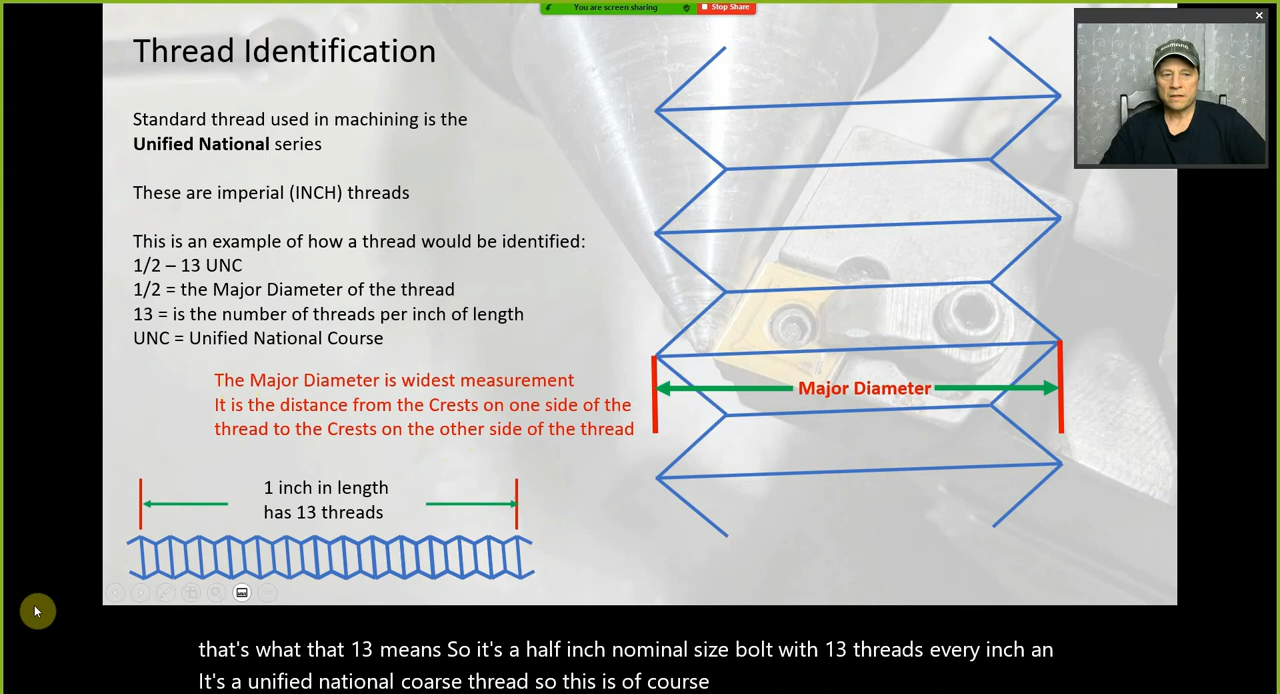 You are screen sharing
Stop Share
Thread Identification
Standard thread used in machining is the
Unified National series
These are imperial (INCH) threads
This is an example of how a thread would be identified:
1/2 – 13 UNC
1/2 = the Major Diameter of the thread
13 = is the number of threads per inch of length
UNC = Unified National Course
The Major Diameter is widest measurement
It is the distance from the Crests on one side of the
thread to the Crests on the other side of the thread
Major Diameter
1 inch in length
has 13 threads
that's what that 13 means So it's a half inch nominal size bolt with 13 threads every inch an
It's a unified national coarse thread so this is of course